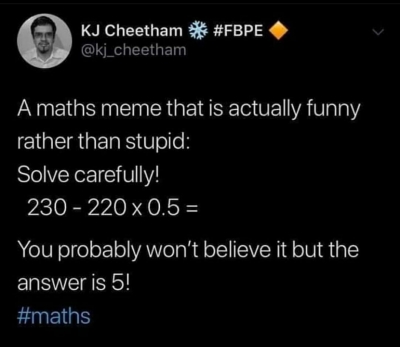 KJ Cheetham ❄ #FBPE 🔶
@kj_cheetham
A maths meme that is actually funny
rather than stupid:
Solve carefully!
230 - 220 x 0.5 =
You probably won't believe it but the
answer is 5!
#maths